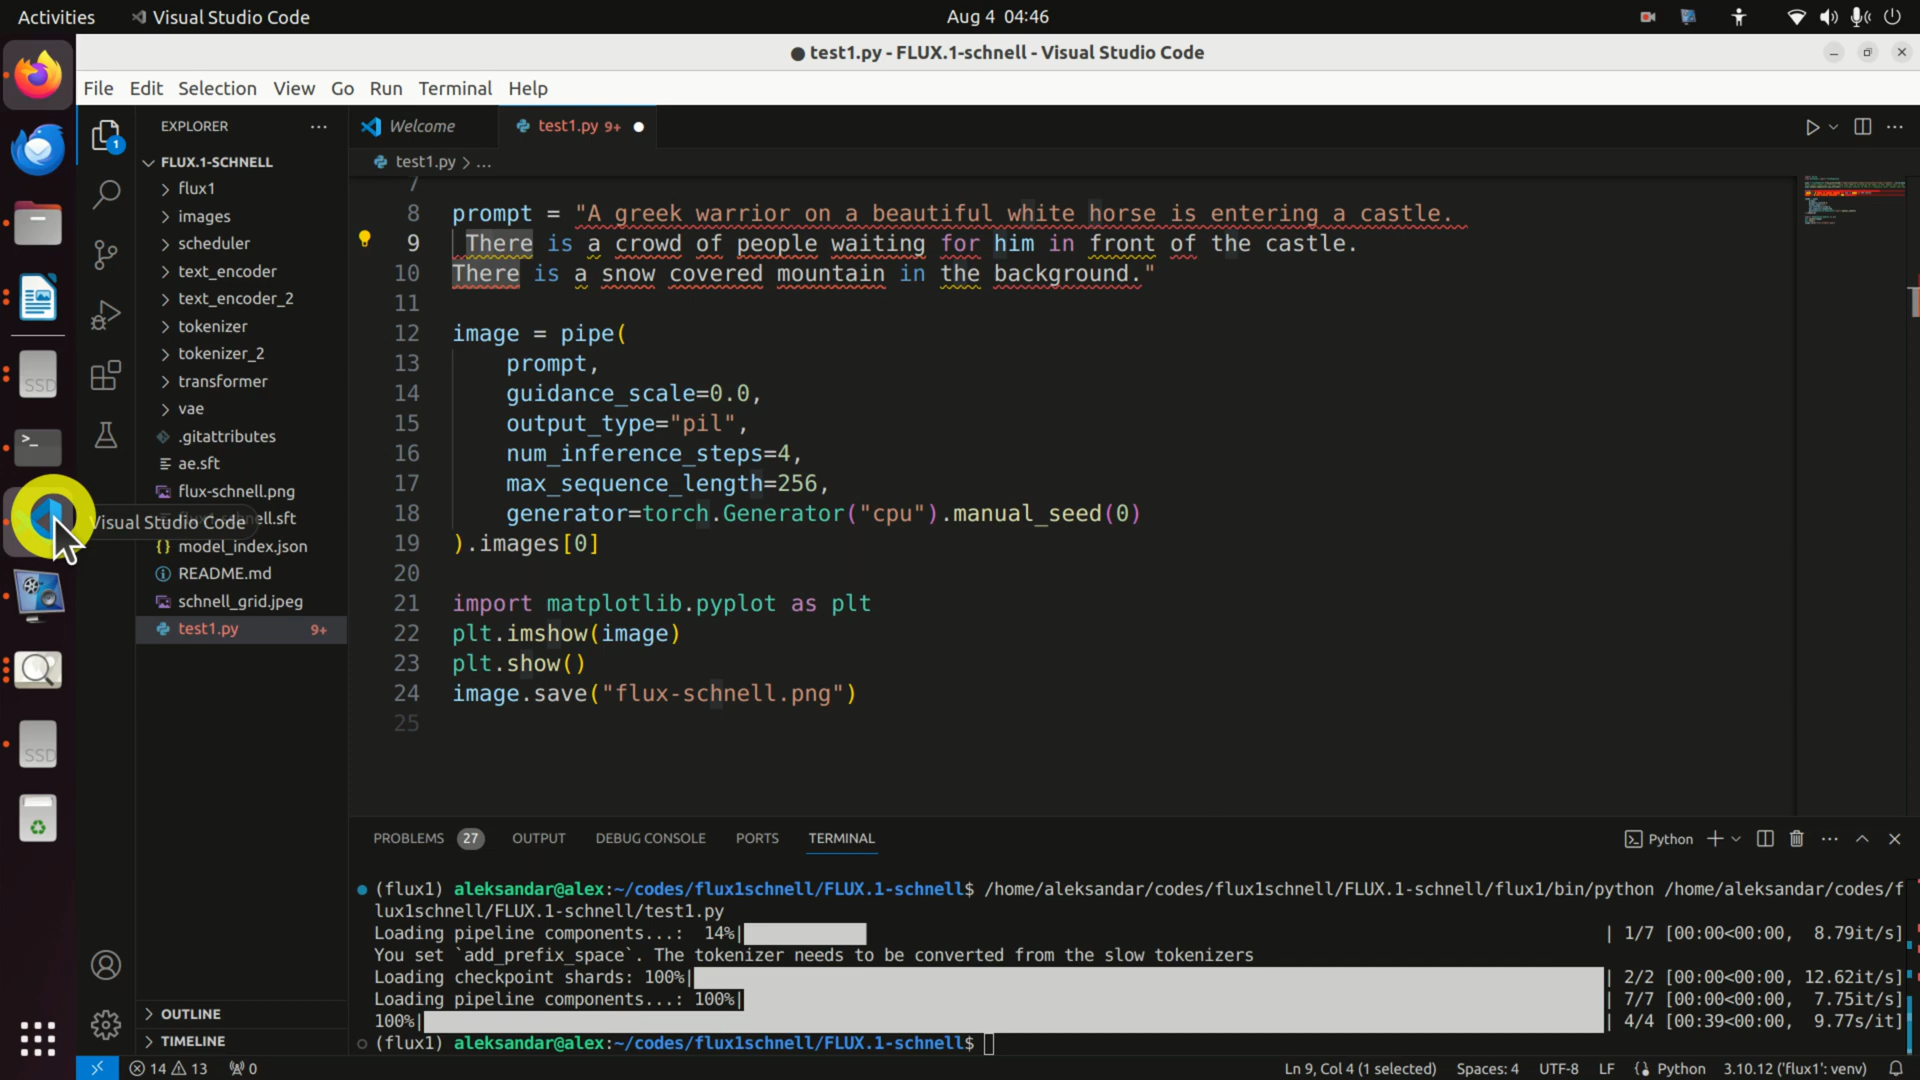 Activities
Visual Studio Code
Aug 4 04:46
test1.py - FLUX.1-schnell - Visual Studio Code
File Edit Selection View Go Run Terminal Help
EXPLORER
Welcome
test1.py 9+
1
FLUX.1-SCHNELL
test1.py > ...
flux1
images
scheduler
text_encoder
text_encoder_2
tokenizer
tokenizer_2
transformer
vae
.gitattributes
ae.sft
flux-schnell.png
Visual Studio Code
model_index.json
README.md
schnell_grid.jpeg
test1.py 9+
7
8 prompt = "A greek warrior on a beautiful white horse is entering a castle.
9 There is a crowd of people waiting for him in front of the castle.
10 There is a snow covered mountain in the background."
11
12 image = pipe(
13 prompt,
14 guidance_scale=0.0,
15 output_type="pil",
16 num_inference_steps=4,
17 max_sequence_length=256,
18 generator=torch.Generator("cpu").manual_seed(0)
19 ).images[0]
20
21 import matplotlib.pyplot as plt
22 plt.imshow(image)
23 plt.show()
24 image.save("flux-schnell.png")
25
SSD
SSD
PROBLEMS 27 OUTPUT DEBUG CONSOLE PORTS TERMINAL
Python
(flux1) aleksandar@alex:~/codes/flux1schnell/FLUX.1-schnell$ /home/aleksandar/codes/flux1schnell/FLUX.1-schnell/flux1/bin/python /home/aleksandar/codes/f
lux1schnell/FLUX.1-schnell/test1.py
Loading pipeline components...: 14%| | 1/7 [00:00<00:00, 8.79it/s]
You set `add_prefix_space`. The tokenizer needs to be converted from the slow tokenizers
Loading checkpoint shards: 100%| | 2/2 [00:00<00:00, 12.62it/s]
Loading pipeline components...: 100%| | 7/7 [00:00<00:00, 7.75it/s]
100%| | 4/4 [00:39<00:00, 9.77s/it]
(flux1) aleksandar@alex:~/codes/flux1schnell/FLUX.1-schnell$
OUTLINE
TIMELINE
14 13 0
Ln 9, Col 4 (1 selected) Spaces: 4 UTF-8 LF Python 3.10.12 ('flux1': venv)